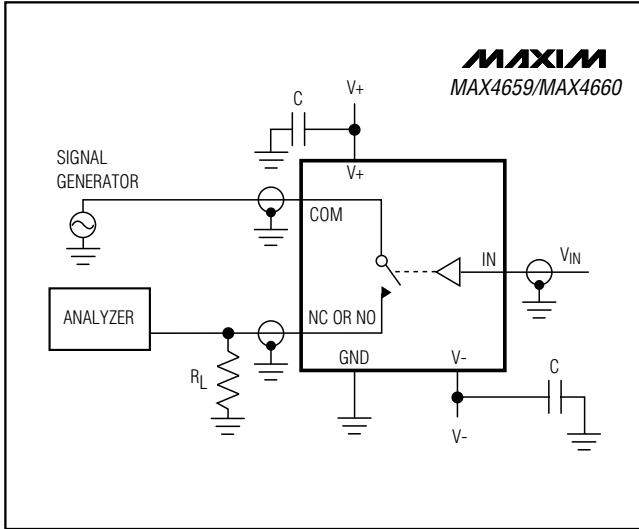 MAXIM
MAX4659/MAX4660
V+
C
V+
SIGNAL
GENERATOR
COM
IN
VIN
ANALYZER
NC OR NO
RL
GND
V-
C
V-